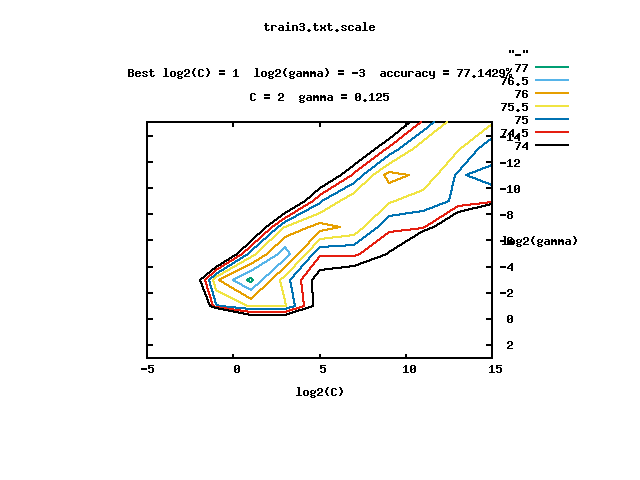 train3.txt.scale
"-"
Best log2(C) = 1  log2(gamma) = -3  accuracy = 77.1429%
77
76.5
C = 2  gamma = 0.125
76
75.5
75
74.5
-14
74
-12
-10
-8
-6
log2(gamma)
-4
-2
0
2
-5 0 5 10 15
log2(C)